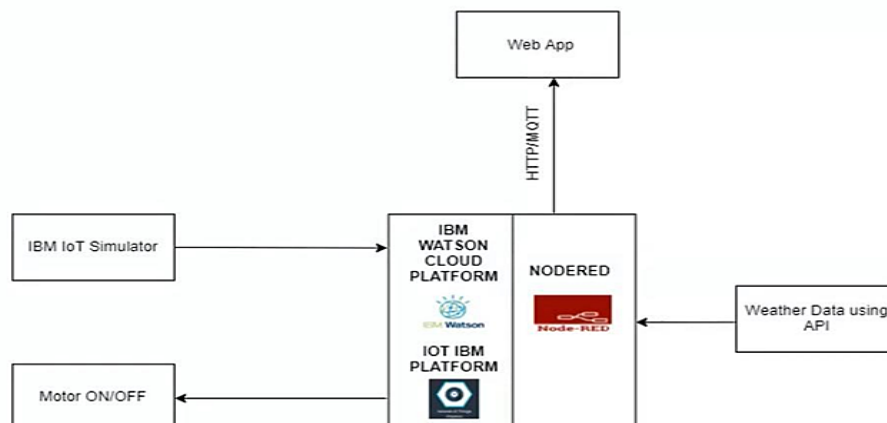 Web App
HTTP/MQTT
IBM IoT Simulator
IBM
WATSON
CLOUD
PLATFORM
NODERED
IBM Watson
Node-RED
Weather Data using
API
IOT IBM
PLATFORM
Motor ON/OFF